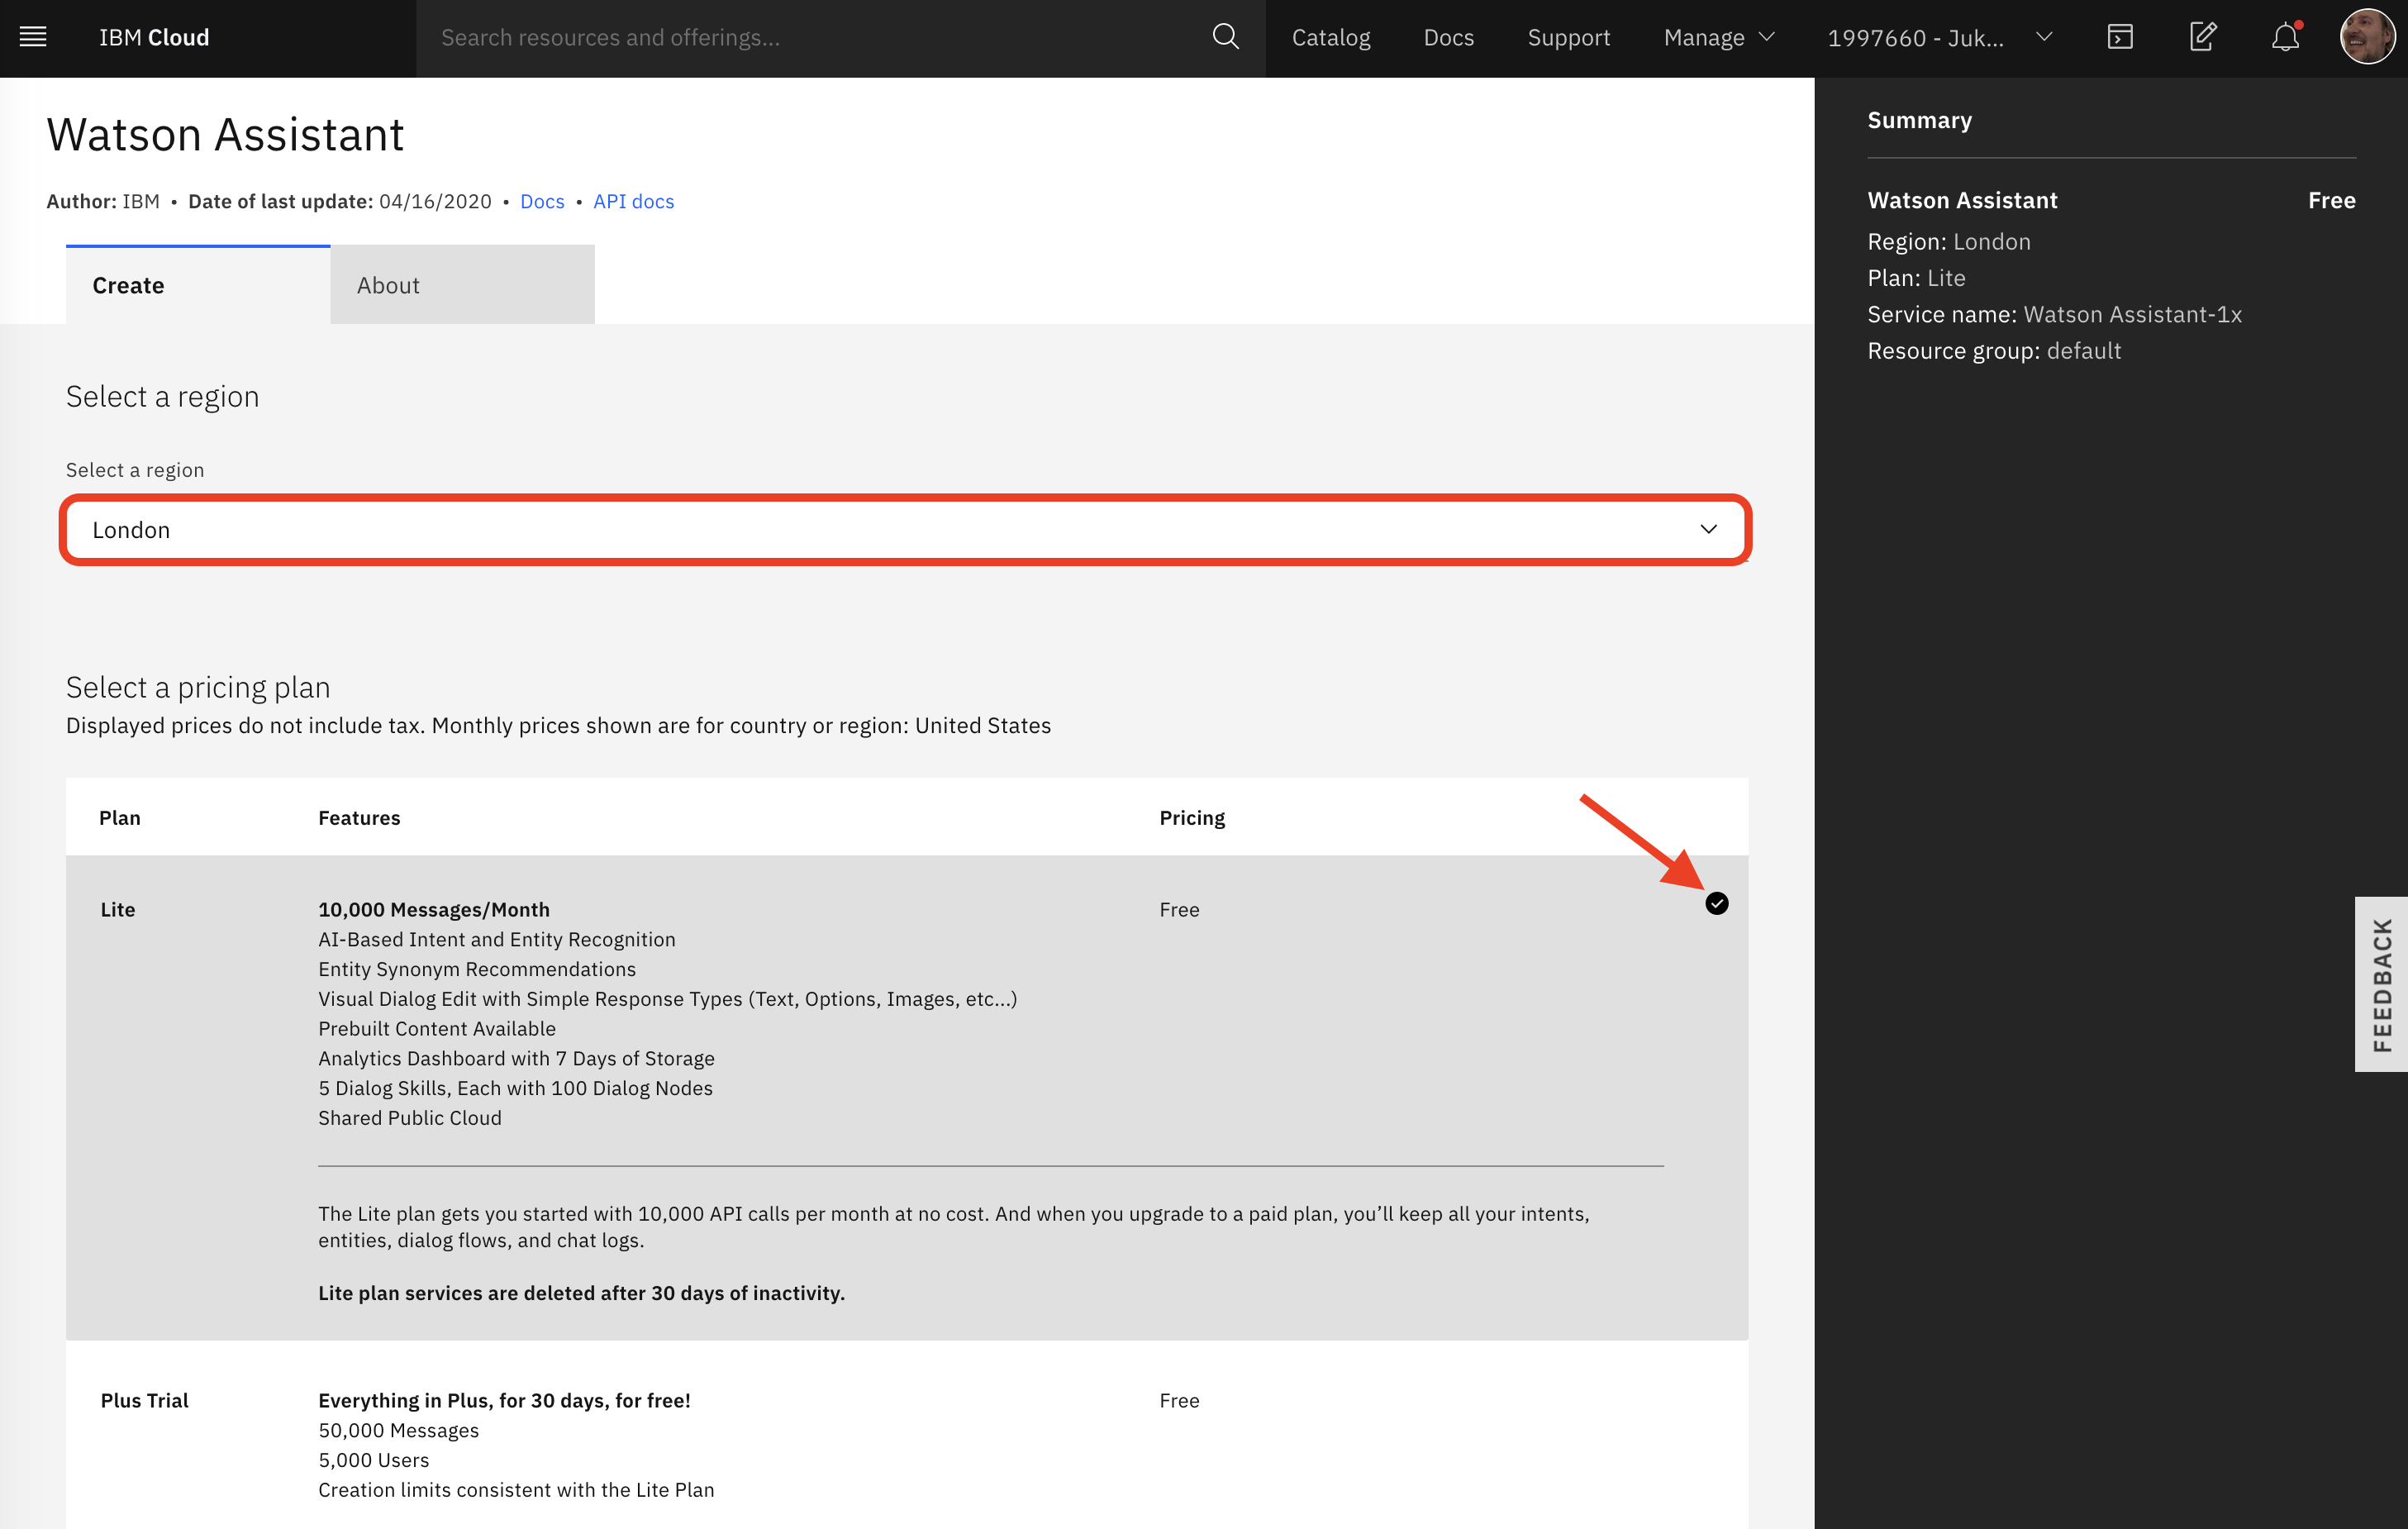 IBM Cloud
Search resources and offerings...
Catalog
Docs
Support
Manage
1997660 - Juk...
Watson Assistant
Author: IBM • Date of last update: 04/16/2020 • Docs • API docs
Create
About
Select a region
Select a region
London
Select a pricing plan
Displayed prices do not include tax. Monthly prices shown are for country or region: United States
Plan Features Pricing
Lite
10,000 Messages/Month
Free
AI-Based Intent and Entity Recognition
Entity Synonym Recommendations
Visual Dialog Edit with Simple Response Types (Text, Options, Images, etc...)
Prebuilt Content Available
Analytics Dashboard with 7 Days of Storage
5 Dialog Skills, Each with 100 Dialog Nodes
Shared Public Cloud
The Lite plan gets you started with 10,000 API calls per month at no cost. And when you upgrade to a paid plan, you’ll keep all your intents,
entities, dialog flows, and chat logs.
Lite plan services are deleted after 30 days of inactivity.
Plus Trial
Everything in Plus, for 30 days, for free!
Free
50,000 Messages
5,000 Users
Creation limits consistent with the Lite Plan
Summary
Watson Assistant Free
Region: London
Plan: Lite
Service name: Watson Assistant-1x
Resource group: default
FEEDBACK